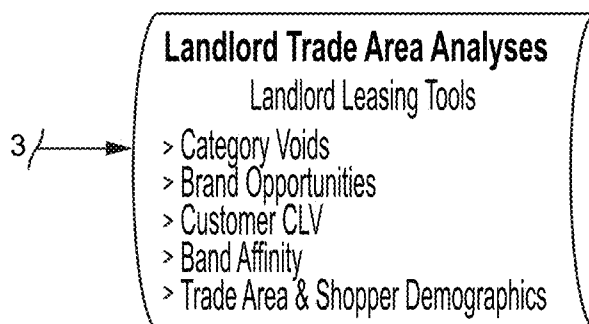 Landlord Trade Area Analyses
Landlord Leasing Tools
> Category Voids
3
> Brand Opportunities
> Customer CLV
> Band Affinity
> Trade Area & Shopper Demographics